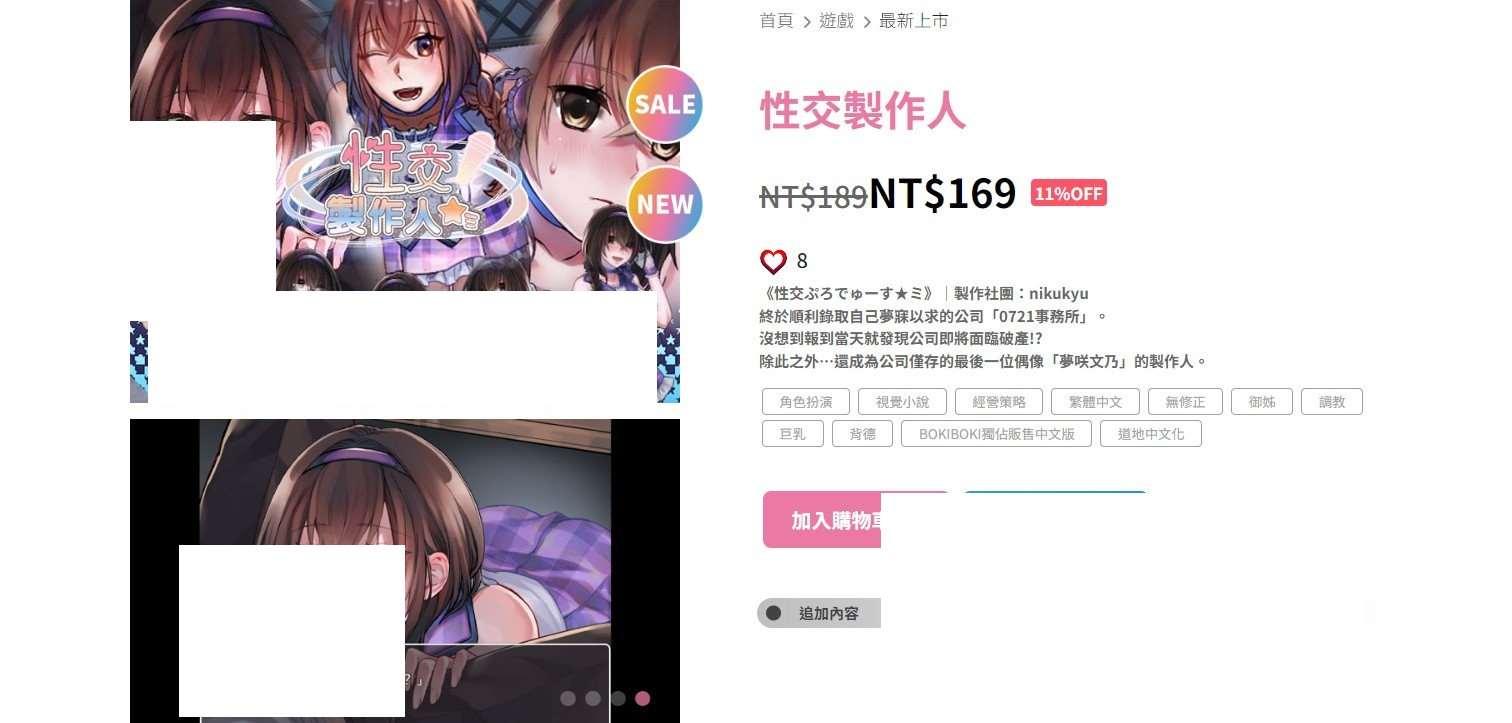 首頁 > 遊戲 > 最新上市
SALE
性交製作人
性交！
製作人★ミ
NT$189NT$169 11%OFF
NEW
8
《性交ぷろでゅーす★ミ》｜製作社團：nikukyu
終於順利錄取自己夢寐以求的公司「0721事務所」。
沒想到報到當天就發現公司即將面臨破產!?
除此之外…還成為公司僅存的最後一位偶像「夢咲文乃」的製作人。
角色扮演 視覺小說 經營策略 繁體中文 無修正 御姊 調教
巨乳 背德 BOKIBOKI獨佔販售中文版 道地中文化
加入購物車
追加內容
？」